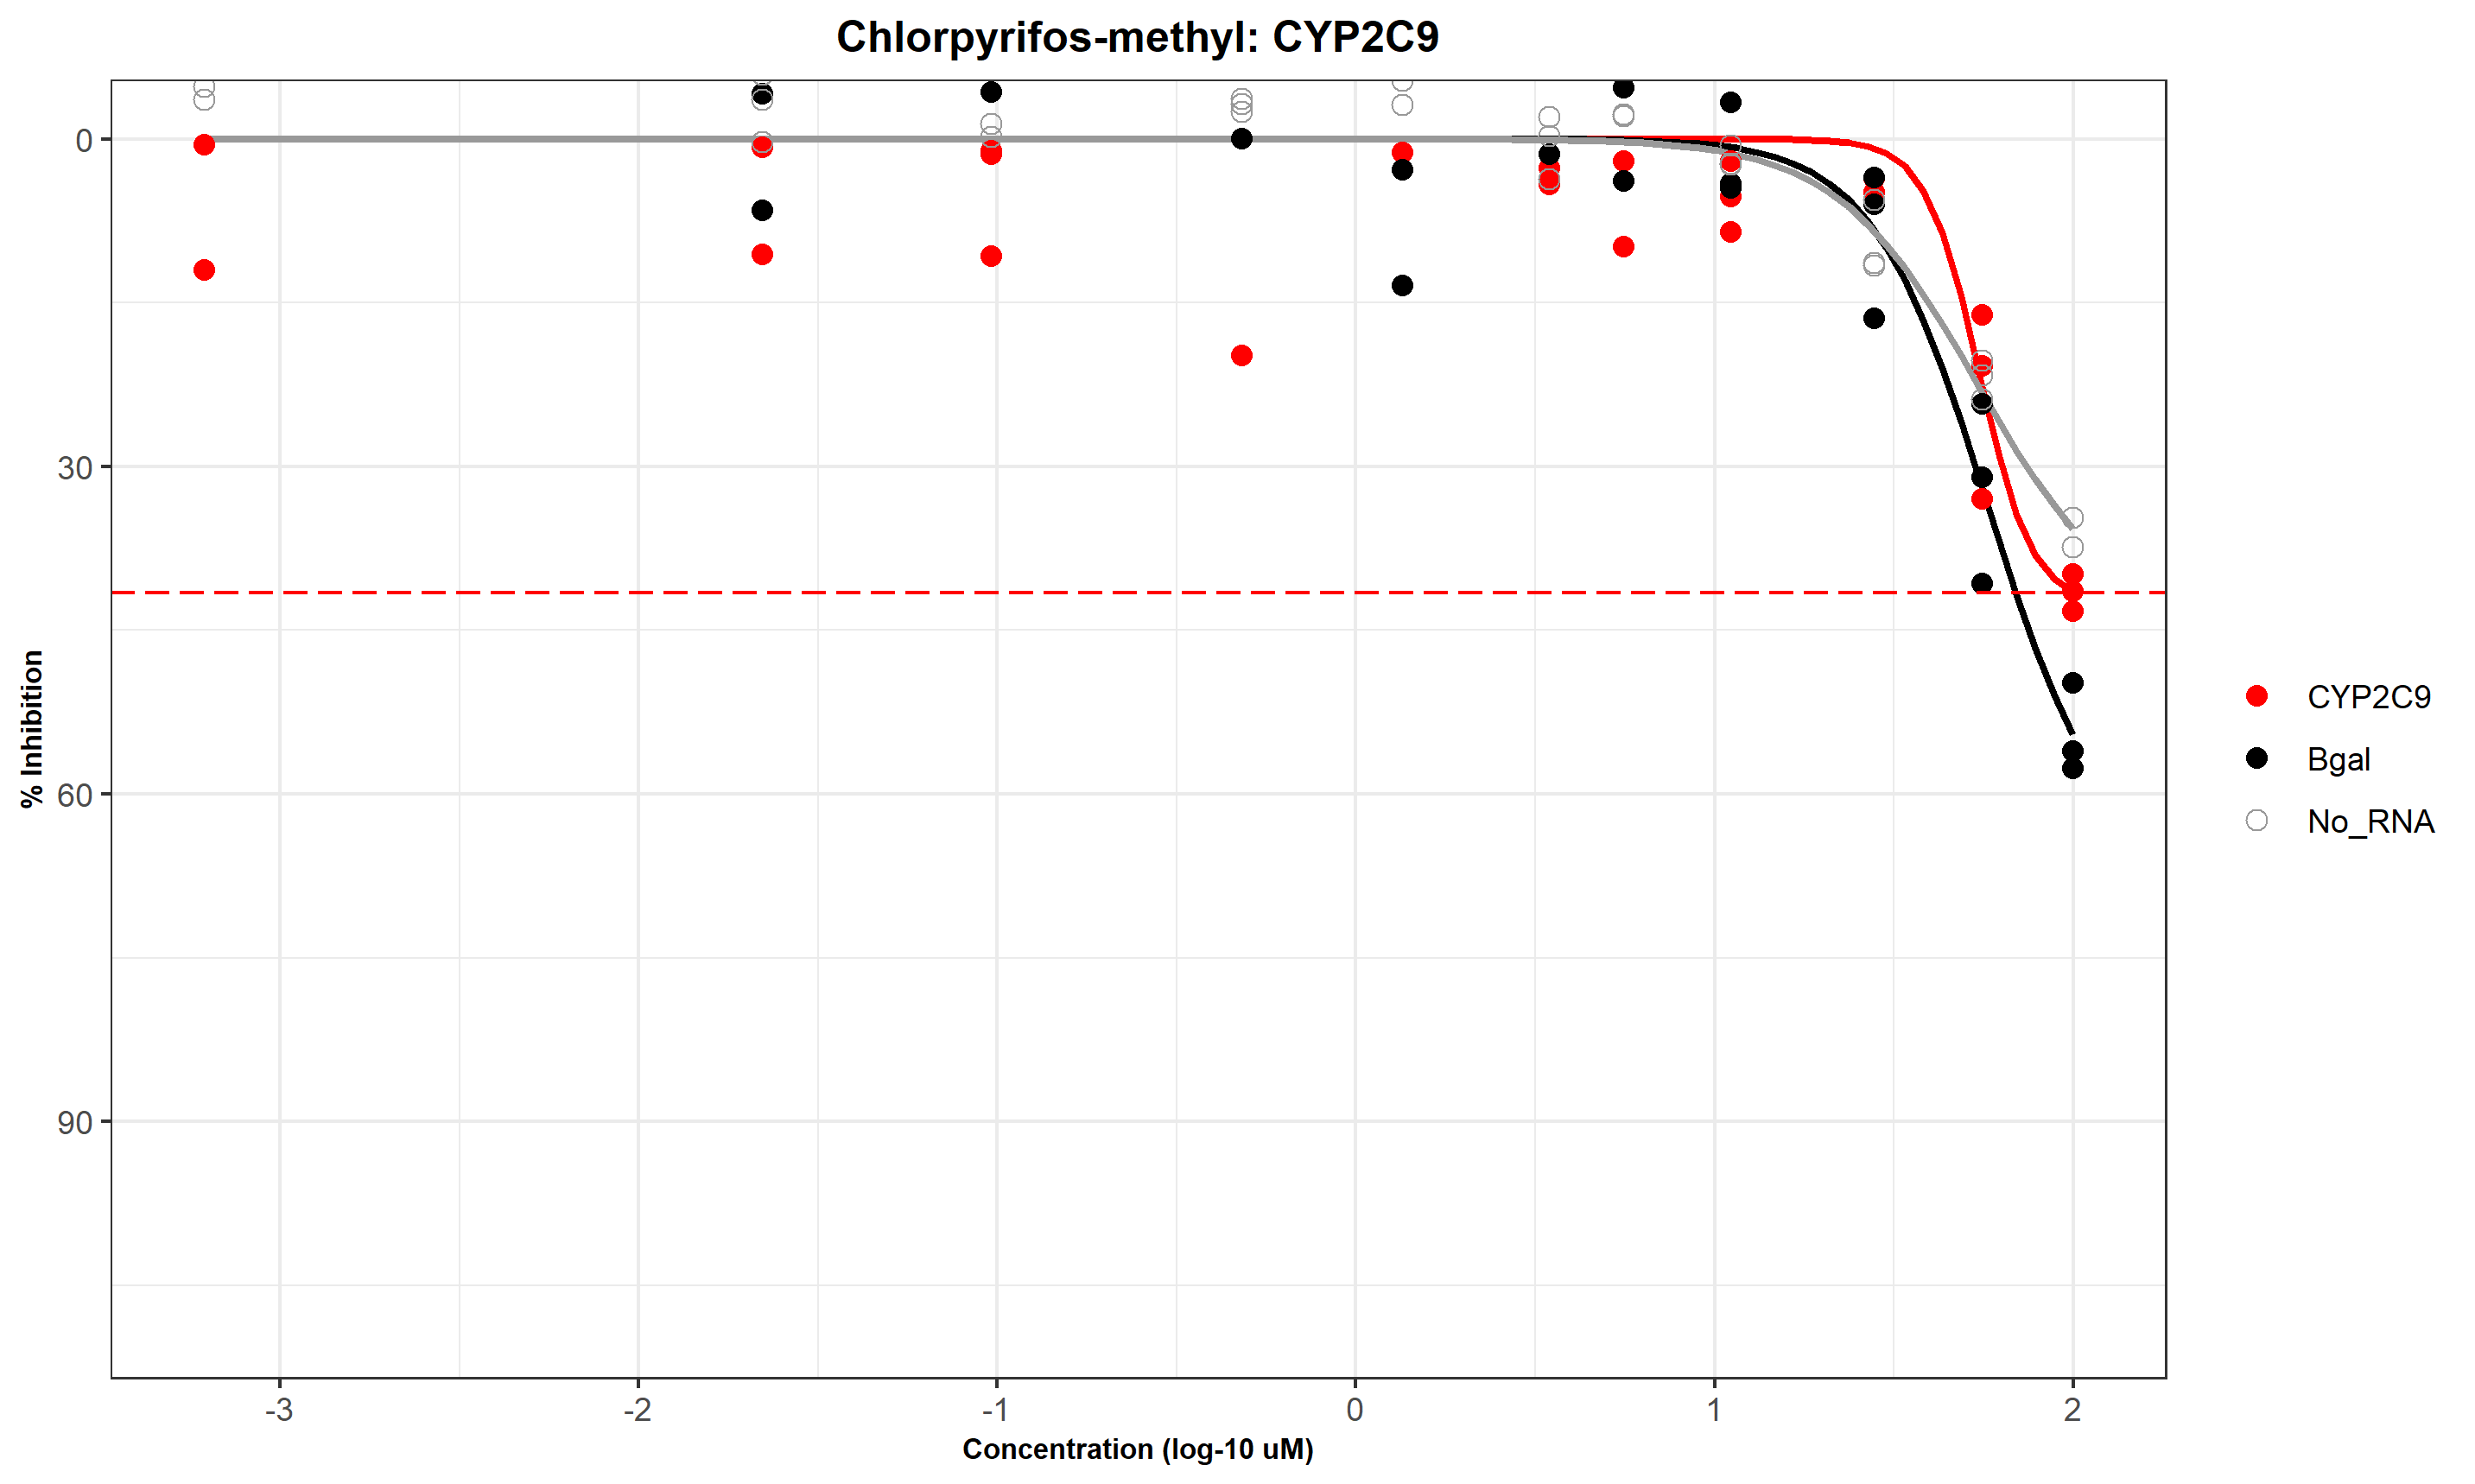 Chlorpyrifos-methyl: CYP2C9
% Inhibition
0
30
60
90
-3
-2
-1
0
1
2
Concentration (log-10 uM)
CYP2C9
Bgal
No_RNA